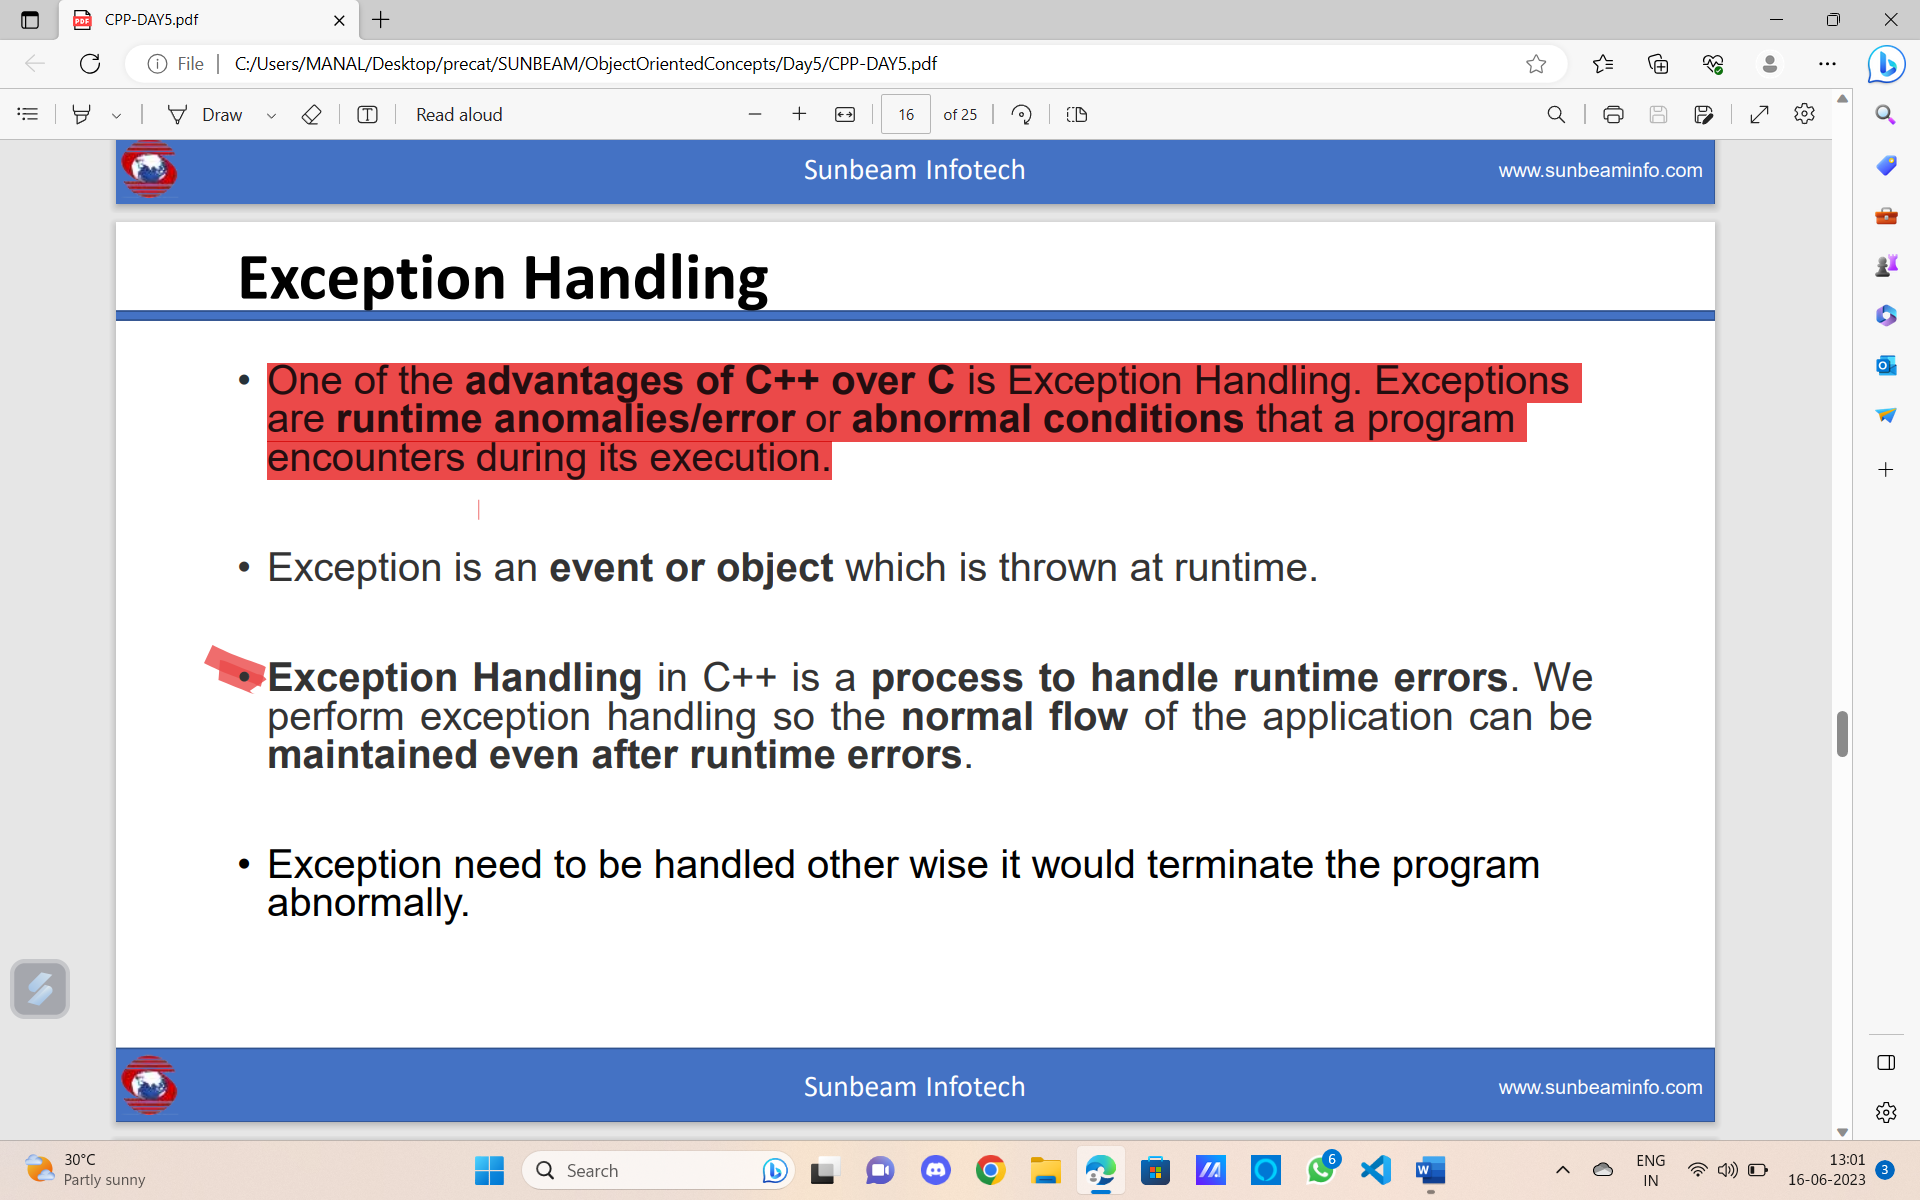 CPP-DAY5.pdf
File
C:/Users/MANAL/Desktop/precat/SUNBEAM/ObjectOrientedConcepts/Day5/CPP-DAY5.pdf
Draw
Read aloud
16
of 25
Sunbeam Infotech
www.sunbeaminfo.com
Exception Handling
• One of the advantages of C++ over C is Exception Handling. Exceptions
are runtime anomalies/error or abnormal conditions that a program
encounters during its execution.
• Exception is an event or object which is thrown at runtime.
• Exception Handling in C++ is a process to handle runtime errors. We
perform exception handling so the normal flow of the application can be
maintained even after runtime errors.
• Exception need to be handled other wise it would terminate the program
abnormally.
Sunbeam Infotech
www.sunbeaminfo.com
30°C
Partly sunny
Search
6
ENG
IN
13:01
16-06-2023
3